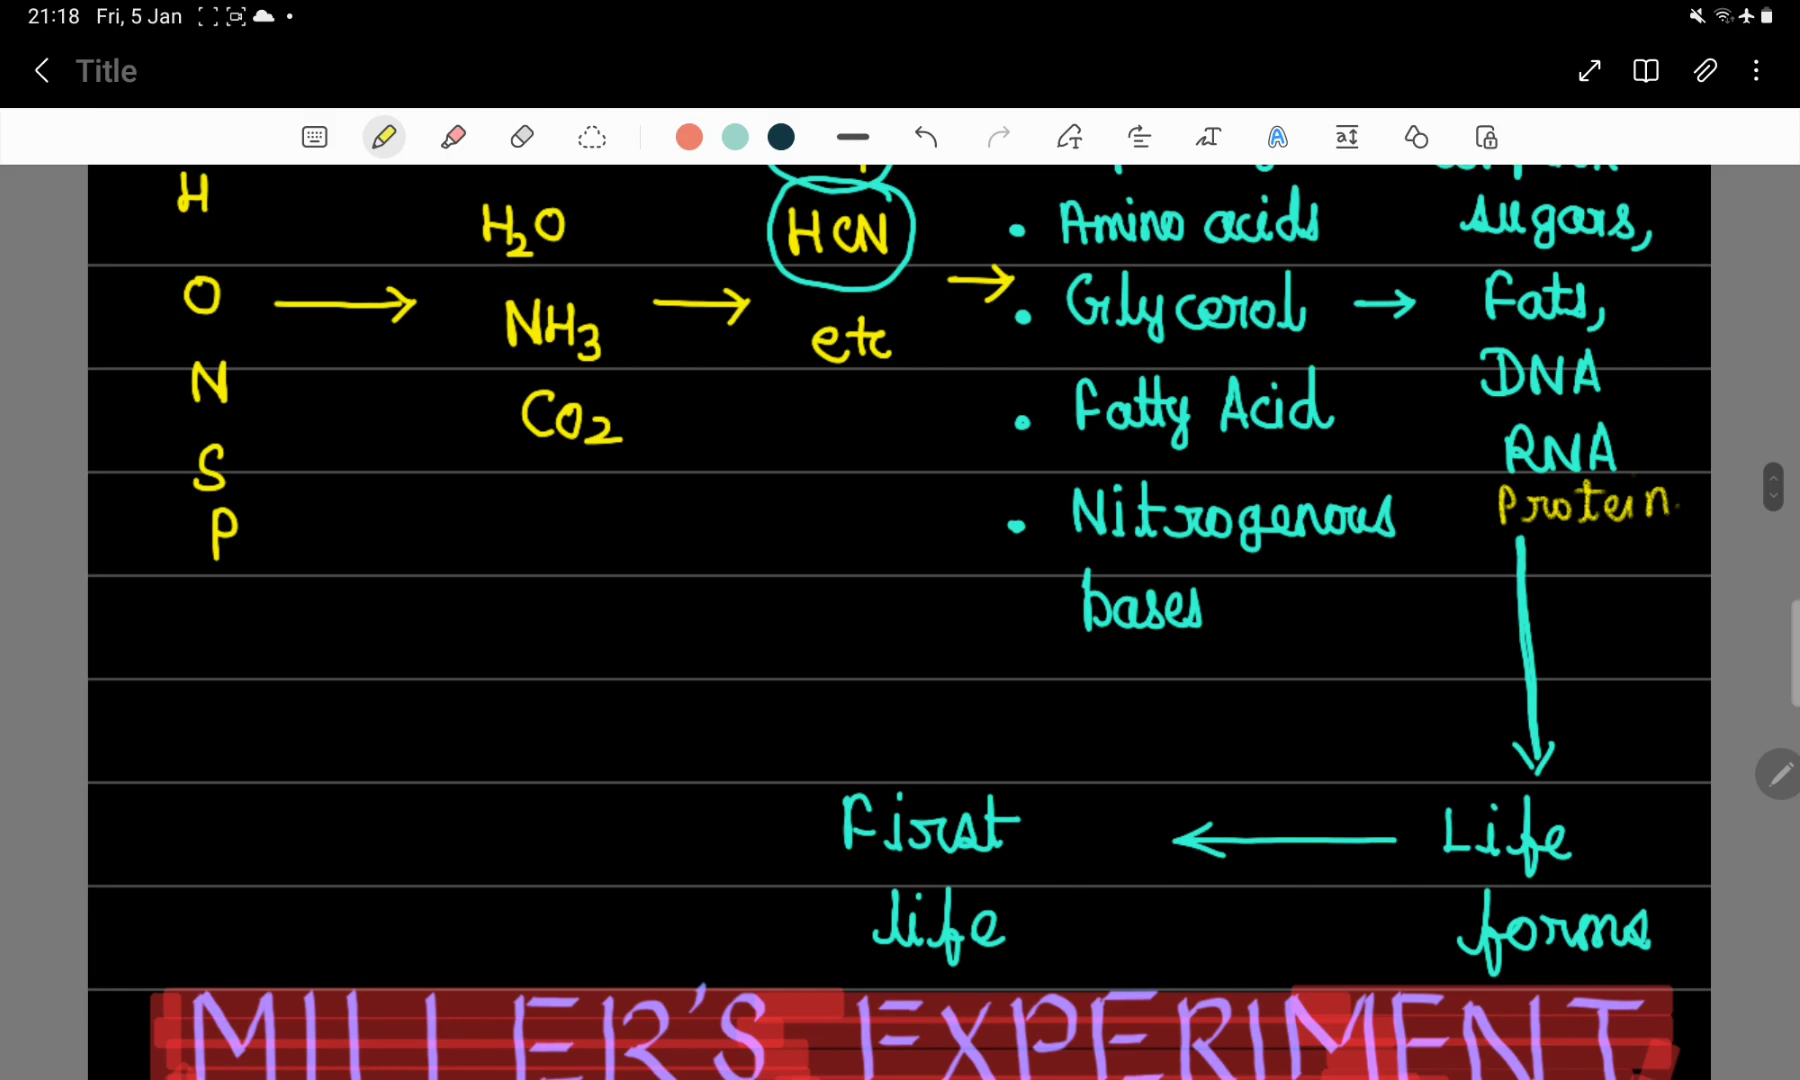 21:18 Fri, 5 Jan
Title
H
H2O
HCN
• Amino acids
sugars,
O
NH3
etc
• Glycerol
Fats,
N
CO2
• Fatty Acid
DNA
S
RNA
P
• Nitrogenous
Protein
bases
First
Life
life
forms
MILLER'S EXPERIMENT